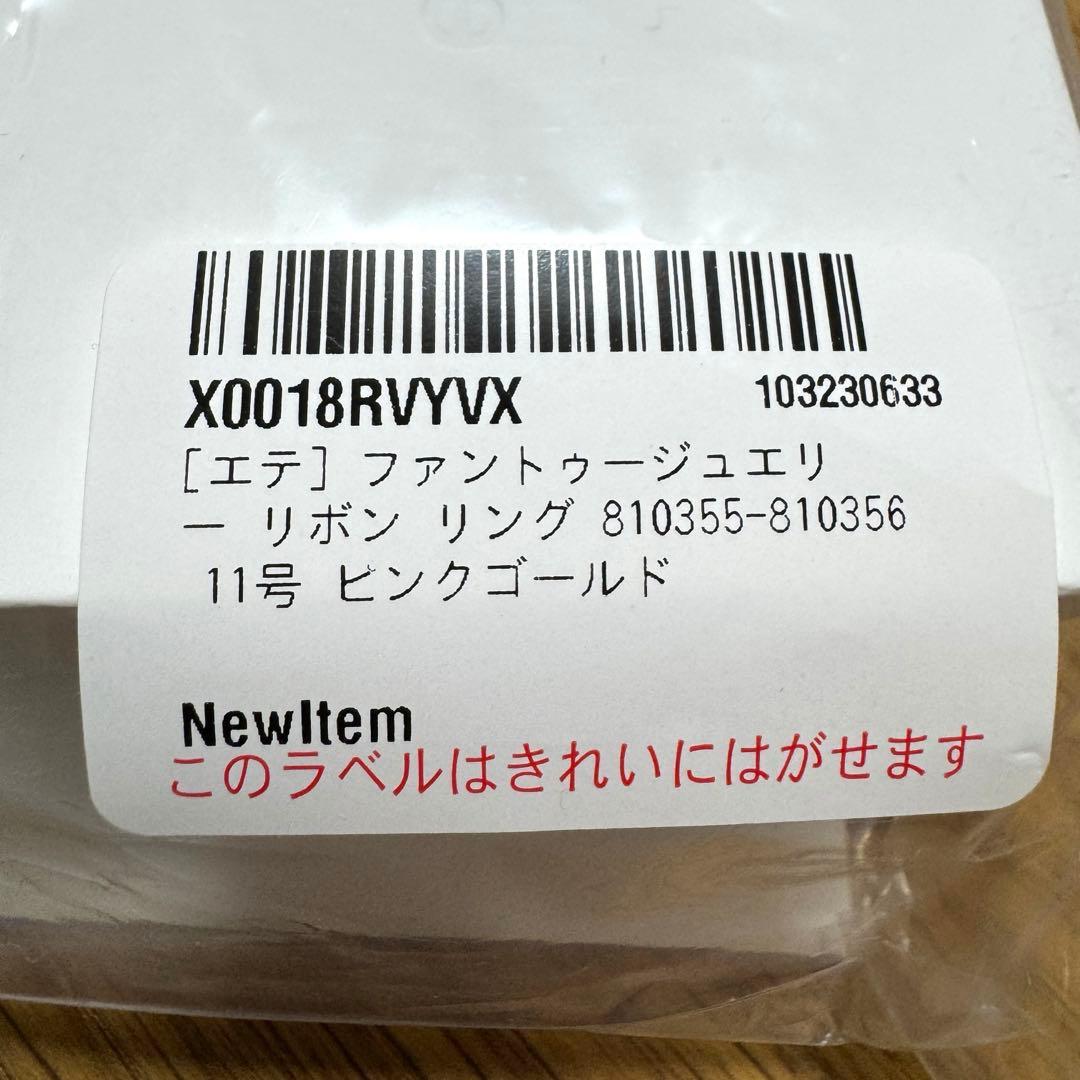 X0018RVYVX 103230633
[エテ] ファントゥージュエリ
ー リボン リング 810355-810356
11号 ピンクゴールド
NewItem
このラベルはきれいにはがせます